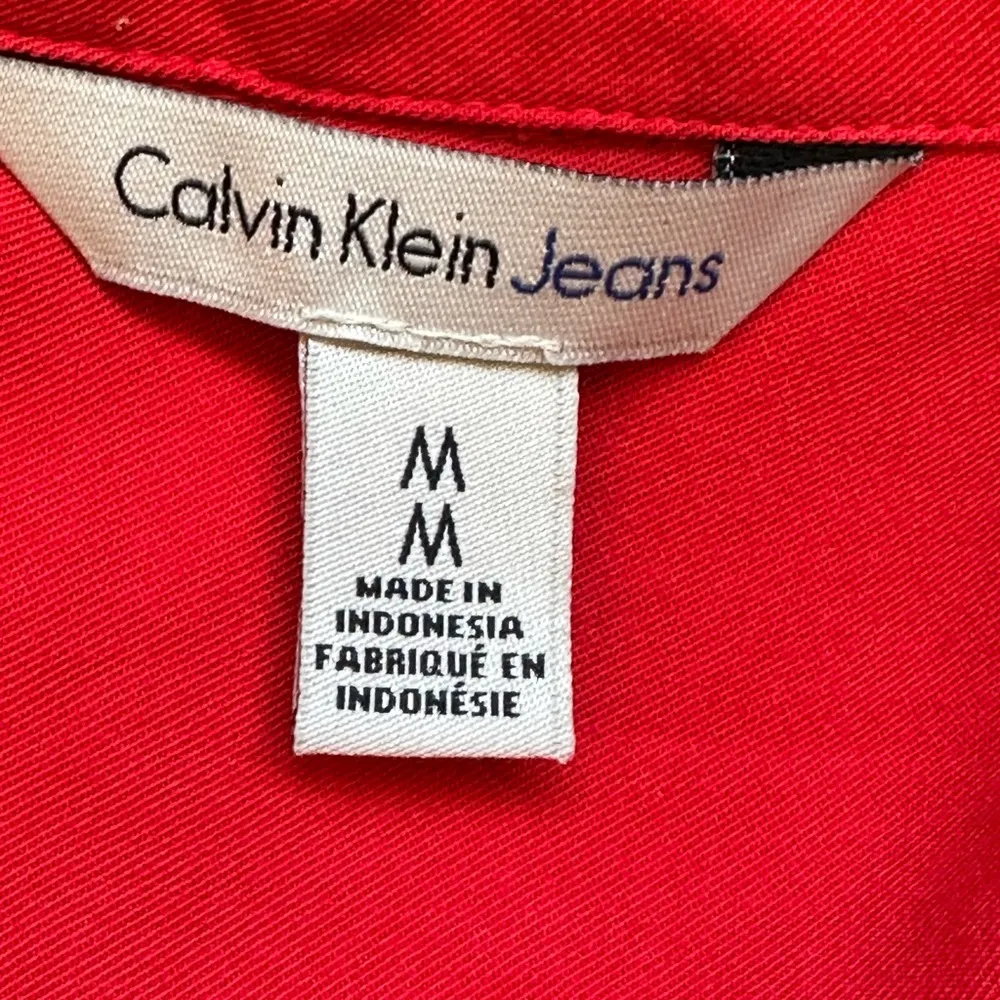 Calvin Klein Jeans
M
M
MADE IN
INDONESIA
FABRIQUÉ EN
INDONÉSIE